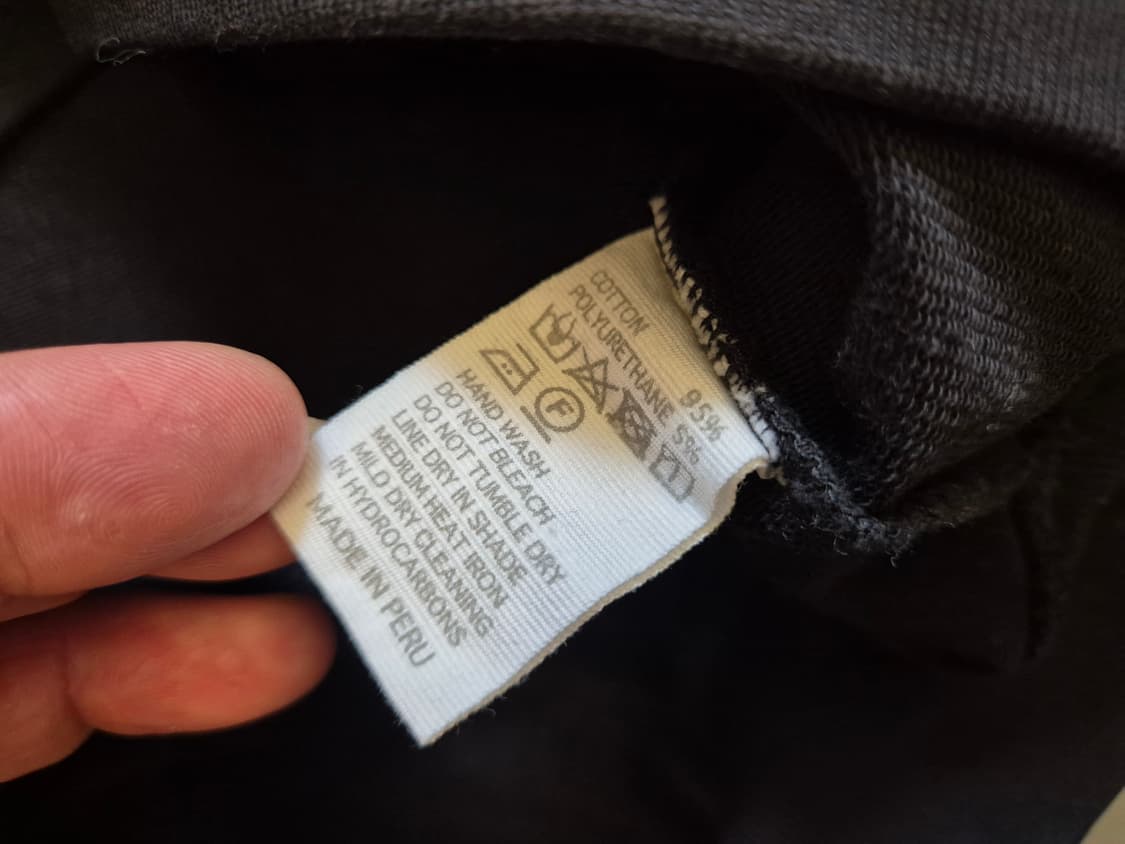 COTTON 95%
POLYURETHANE 5%
F
HAND WASH
DO NOT BLEACH
DO NOT TUMBLE DRY
LINE DRY IN SHADE
MEDIUM HEAT IRON
MILD DRY CLEANING
IN HYDROCARBONS
MADE IN PERU